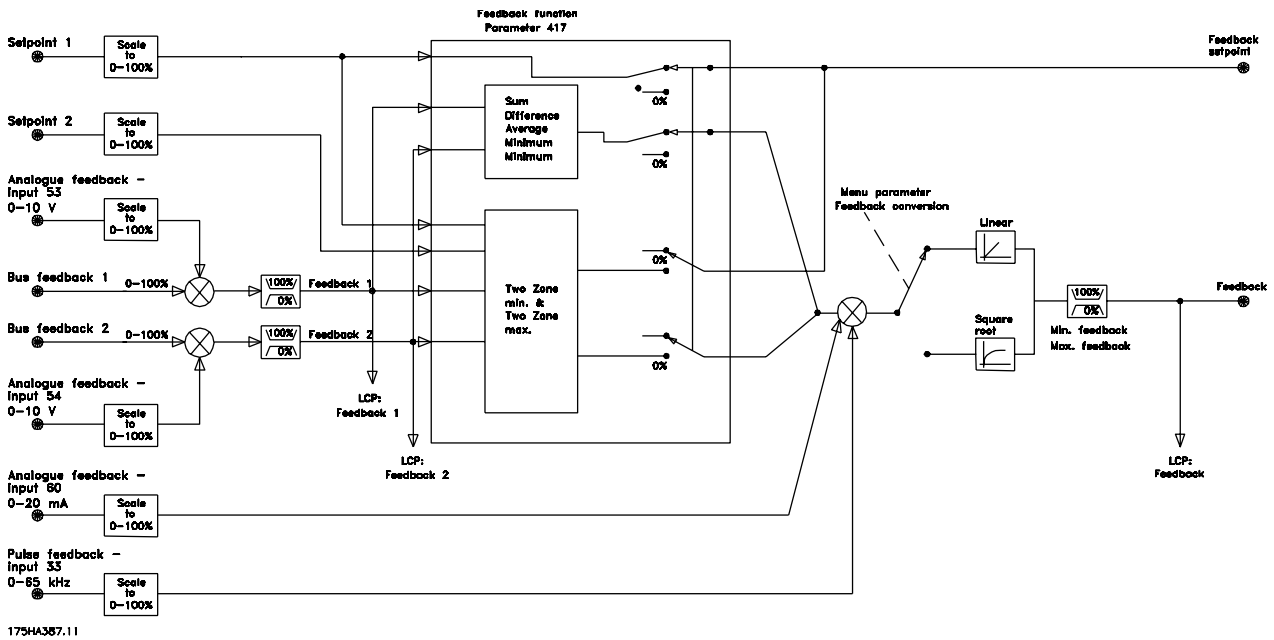 Feedback function
Parameter 417
Setpoint 1
Scale
to
0-100%
Feedback
setpoint
0%
Sum
Difference
Average
Minimum
Minimum
0%
Setpoint 2
Scale
to
0-100%
Analogue feedback -
input 53
0-10 V
Scale
to
0-100%
Menu parameter
Feedback conversion
Linear
0%
Bus feedback 1
0-100%
100%
0%
Feedback 1
Two Zone
min. &
Two Zone
max.
Bus feedback 2
0-100%
100%
0%
Feedback 2
0%
Square
root
100%
0%
Min. feedback
Max. feedback
Feedback
Analogue feedback -
input 54
0-10 V
Scale
to
0-100%
LCP:
Feedback 1
LCP:
Feedback 2
LCP:
Feedback
Analogue feedback -
input 60
0-20 mA
Scale
to
0-100%
Pulse feedback -
input 33
0-65 kHz
Scale
to
0-100%
175HA387.11